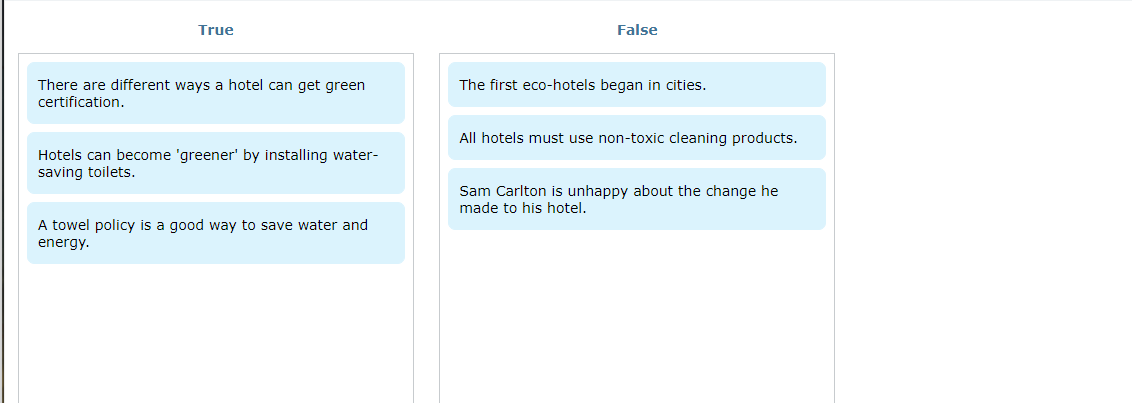 True
There are different ways a hotel can get green
certification.
Hotels can become 'greener' by installing water-
saving toilets.
A towel policy is a good way to save water and
energy.
False
The first eco-hotels began in cities.
All hotels must use non-toxic cleaning products.
Sam Carlton is unhappy about the change he
made to his hotel.